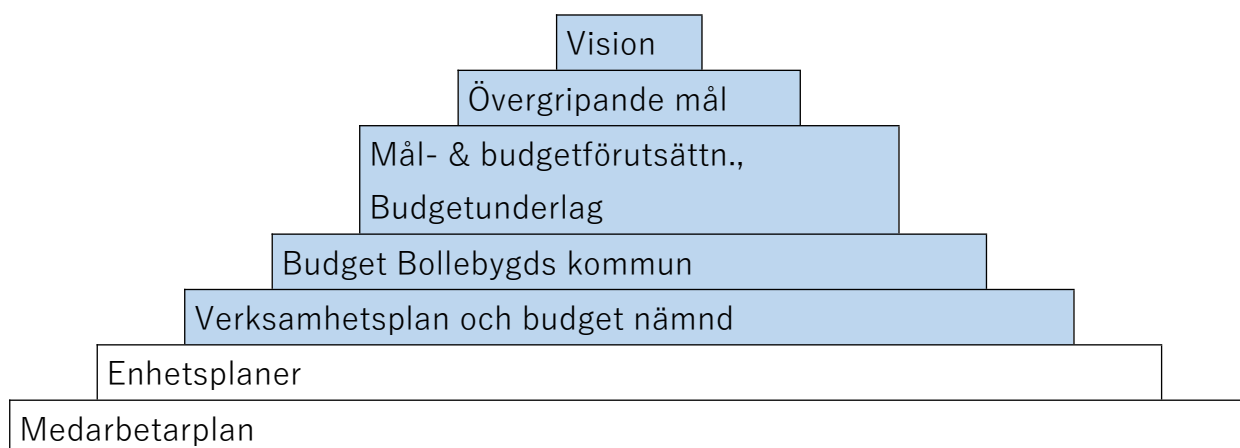 Vision
Övergripande mål
Mål- & budgetförutsättn.,
Budgetunderlag
Budget Bollebygds kommun
Verksamhetsplan och budget nämnd
Enhetsplaner
Medarbetarplan